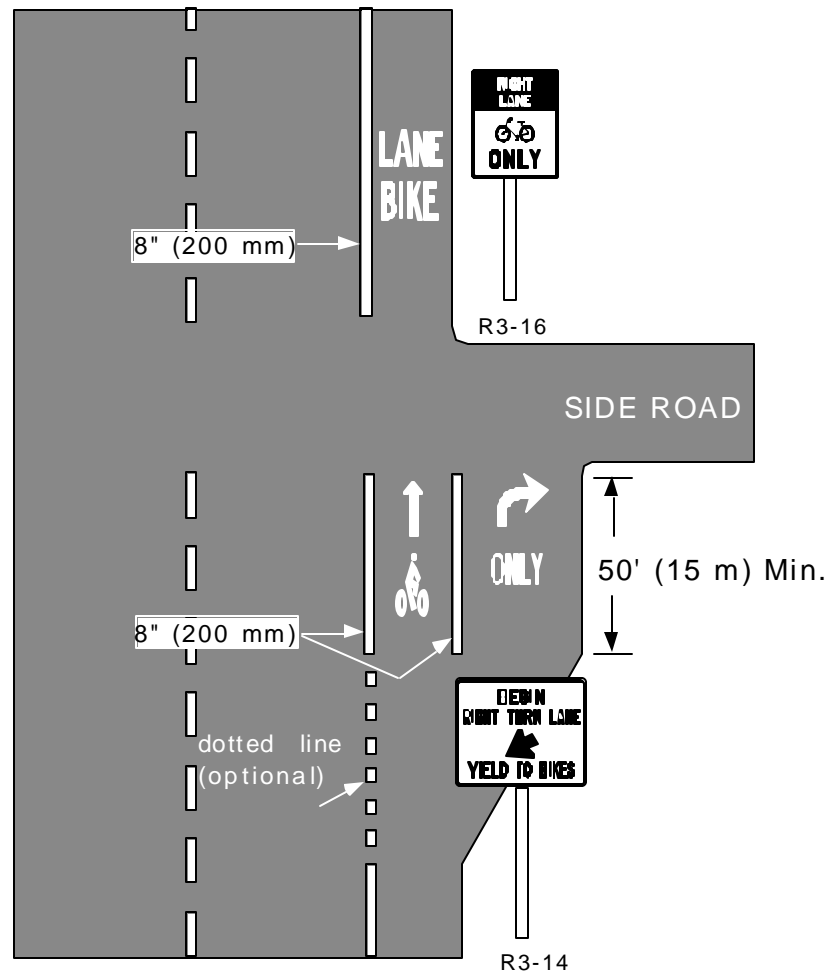 RIGHT
LANE
ONLY
LANE
BIKE
8" (200 mm)
R3-16
SIDE ROAD
ONLY
50' (15 m) Min.
8" (200 mm)
BEGIN
RIGHT TURN LANE
YIELD TO BIKES
dotted line
(optional)
R3-14